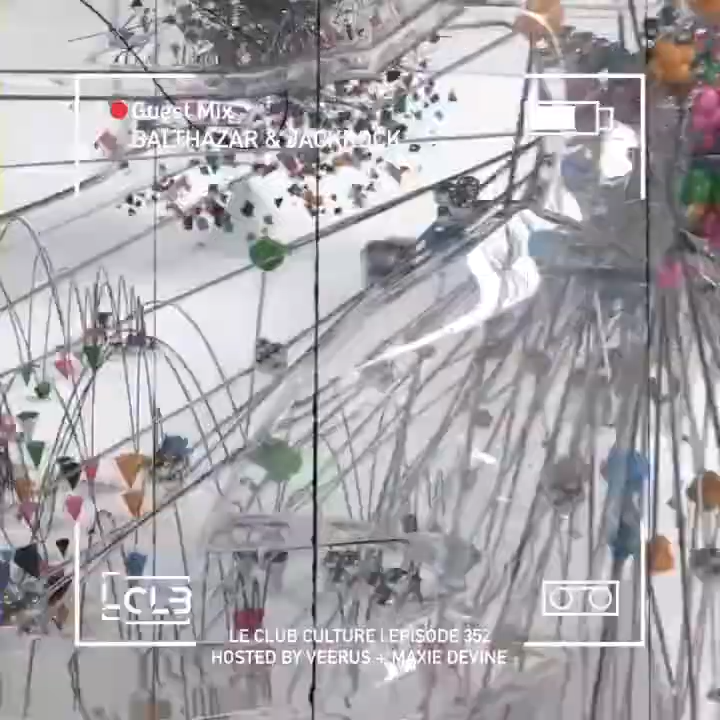 Guest Mix
BALTHAZAR & JACKROCK
LCLB
LE CLUB CULTURE | EPISODE 352
HOSTED BY VEERUS + MAXIE DEVINE